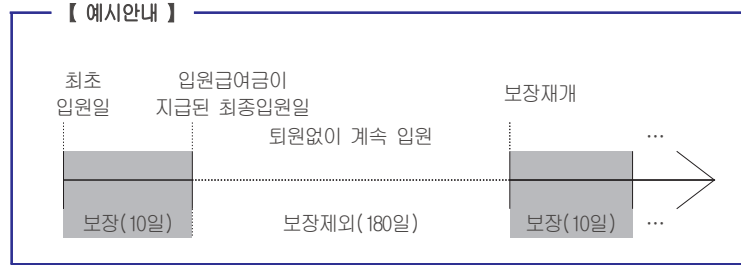 【 예시안내 】
최초
입원일
입원급여금이
지급된 최종입원일
보장재개
퇴원없이 계속 입원
…
보장(10일)
보장제외(180일)
보장(10일)
…